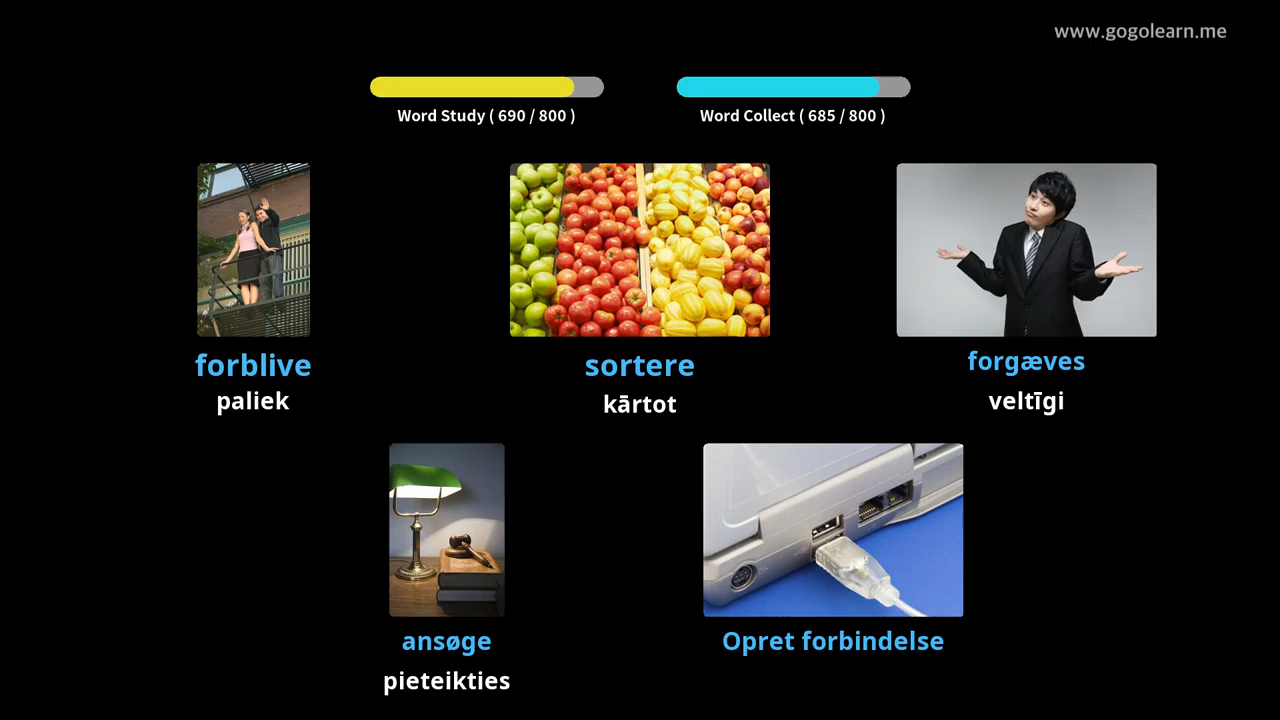 www.gogolearn.me
Word Study ( 690 / 800 )
Word Collect ( 685 / 800 )
forblive
sortere
forgæves
paliek
kārtot
veltīgi
ansøge
Opret forbindelse
pieteikties